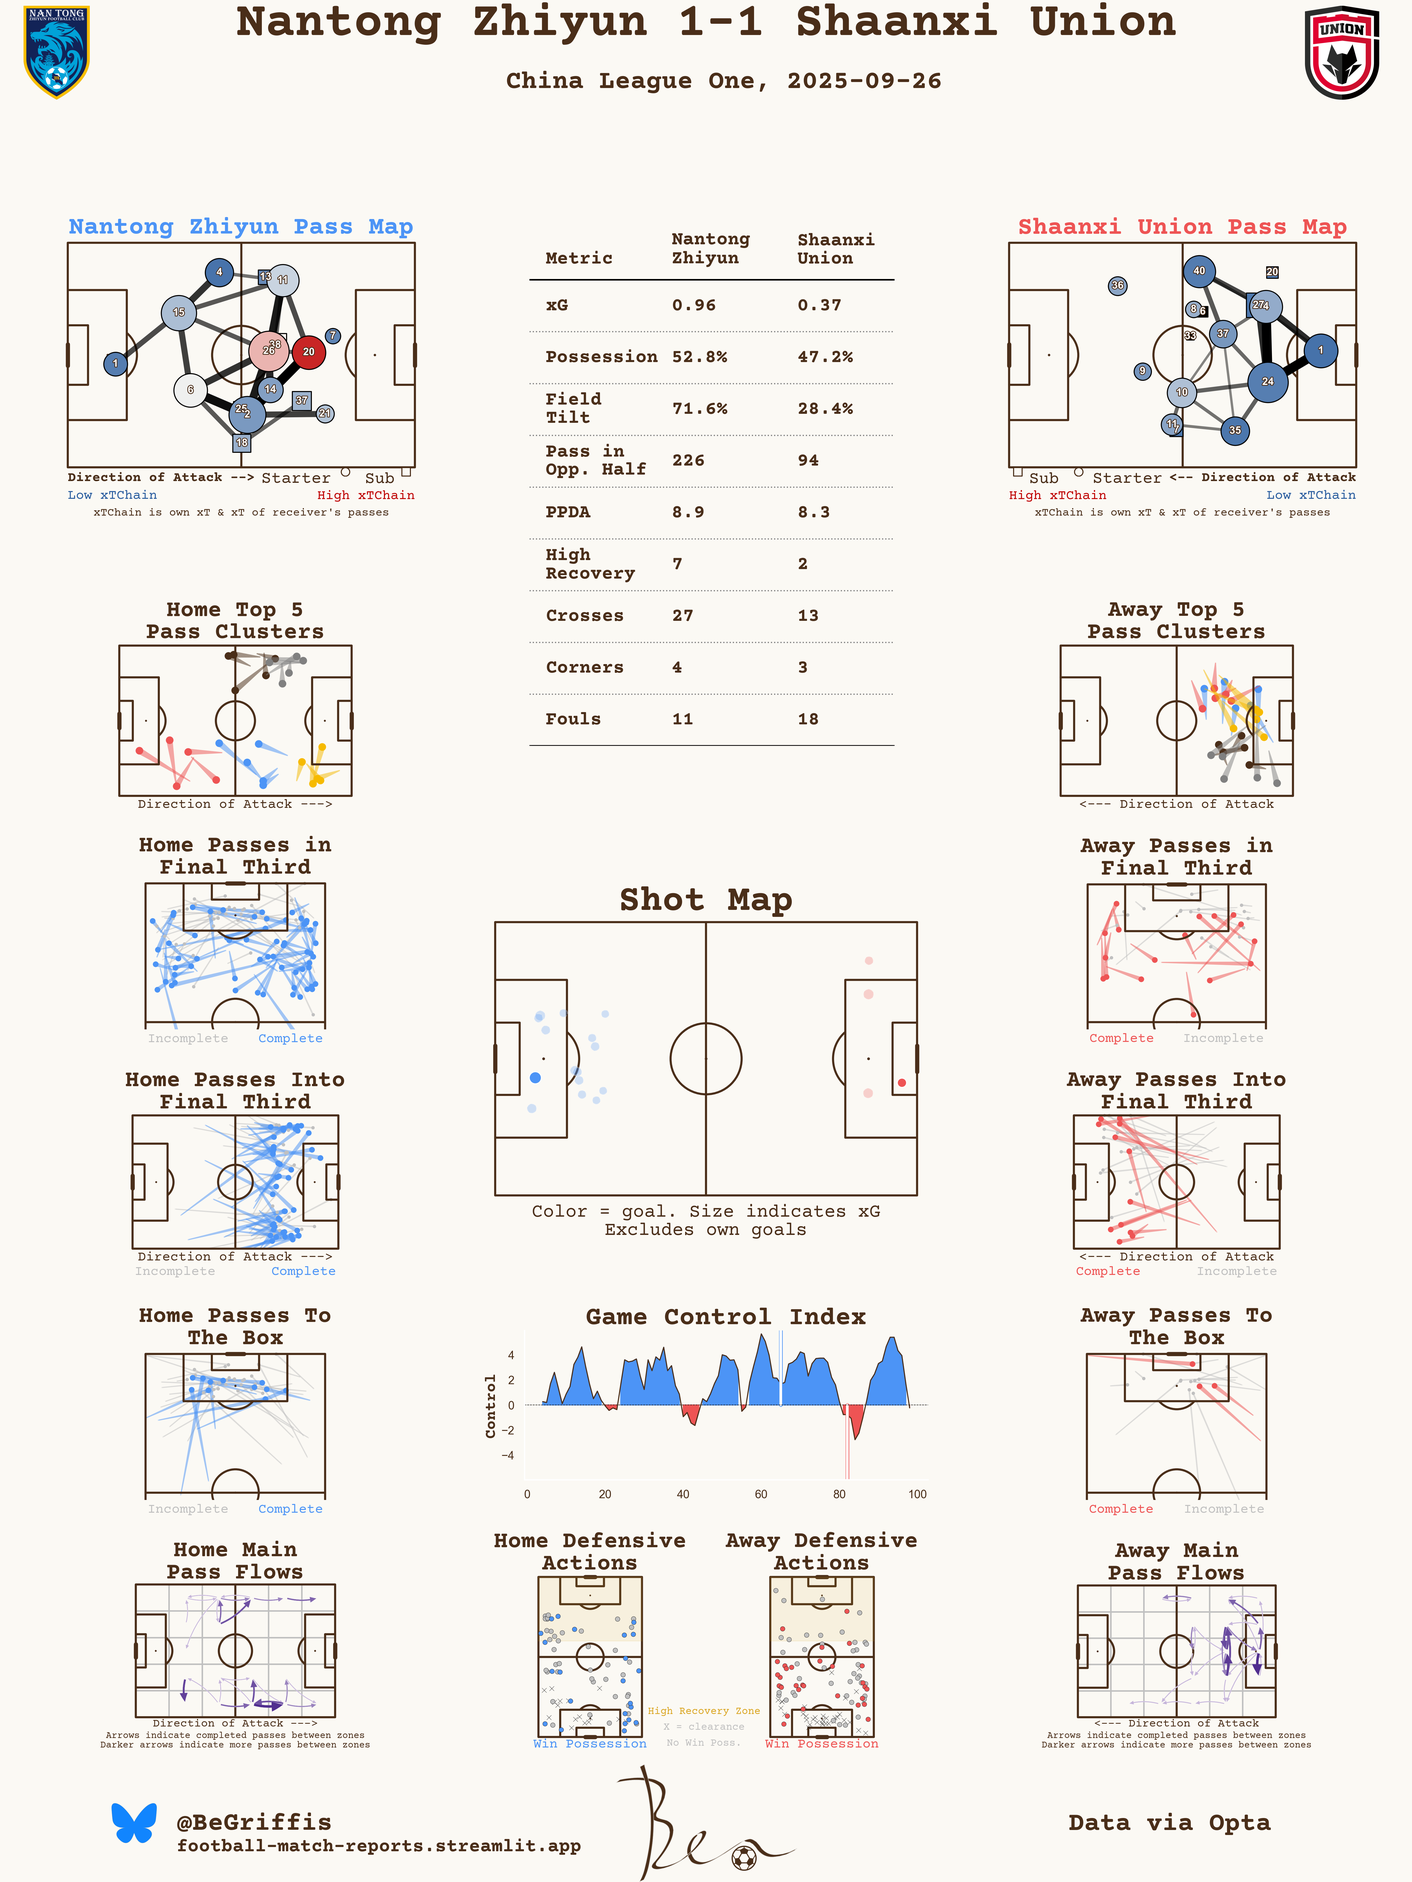 Nantong Zhiyun 1-1 Shaanxi Union
China League One, 2025-09-26
NAN TONG
ZHIYUN FOOTBALL CLUB
UNION
Nantong Zhiyun Pass Map
4
13
11
15
38
26
20
7
1
6
14
37
25
2
21
18
Direction of Attack --> Starter Sub
Low xTChain High xTChain
xTChain is own xT & xT of receiver's passes
Metric Nantong Zhiyun Shaanxi Union
xG 0.96 0.37
Possession 52.8% 47.2%
Field Tilt 71.6% 28.4%
Pass in Opp. Half 226 94
PPDA 8.9 8.3
High Recovery 7 2
Crosses 27 13
Corners 4 3
Fouls 11 18
Shaanxi Union Pass Map
40
20
36
27
4
8
6
33
37
1
9
24
10
11
7
35
Sub Starter <-- Direction of Attack
High xTChain Low xTChain
xTChain is own xT & xT of receiver's passes
Home Top 5
Pass Clusters
Direction of Attack --->
Away Top 5
Pass Clusters
<--- Direction of Attack
Home Passes in
Final Third
Incomplete Complete
Away Passes in
Final Third
Complete Incomplete
Shot Map
Color = goal. Size indicates xG
Excludes own goals
Home Passes Into
Final Third
Direction of Attack --->
Incomplete Complete
Away Passes Into
Final Third
<--- Direction of Attack
Complete Incomplete
Home Passes To
The Box
Incomplete Complete
Game Control Index
Control
4
2
0
−2
−4
0 20 40 60 80 100
Away Passes To
The Box
Complete Incomplete
Home Main
Pass Flows
Direction of Attack --->
Arrows indicate completed passes between zones
Darker arrows indicate more passes between zones
Home Defensive
Actions
Win Possession
Away Defensive
Actions
Win Possession
High Recovery Zone
X = clearance
No Win Poss.
Away Main
Pass Flows
<--- Direction of Attack
Arrows indicate completed passes between zones
Darker arrows indicate more passes between zones
@BeGriffis
football-match-reports.streamlit.app
Ben
Data via Opta